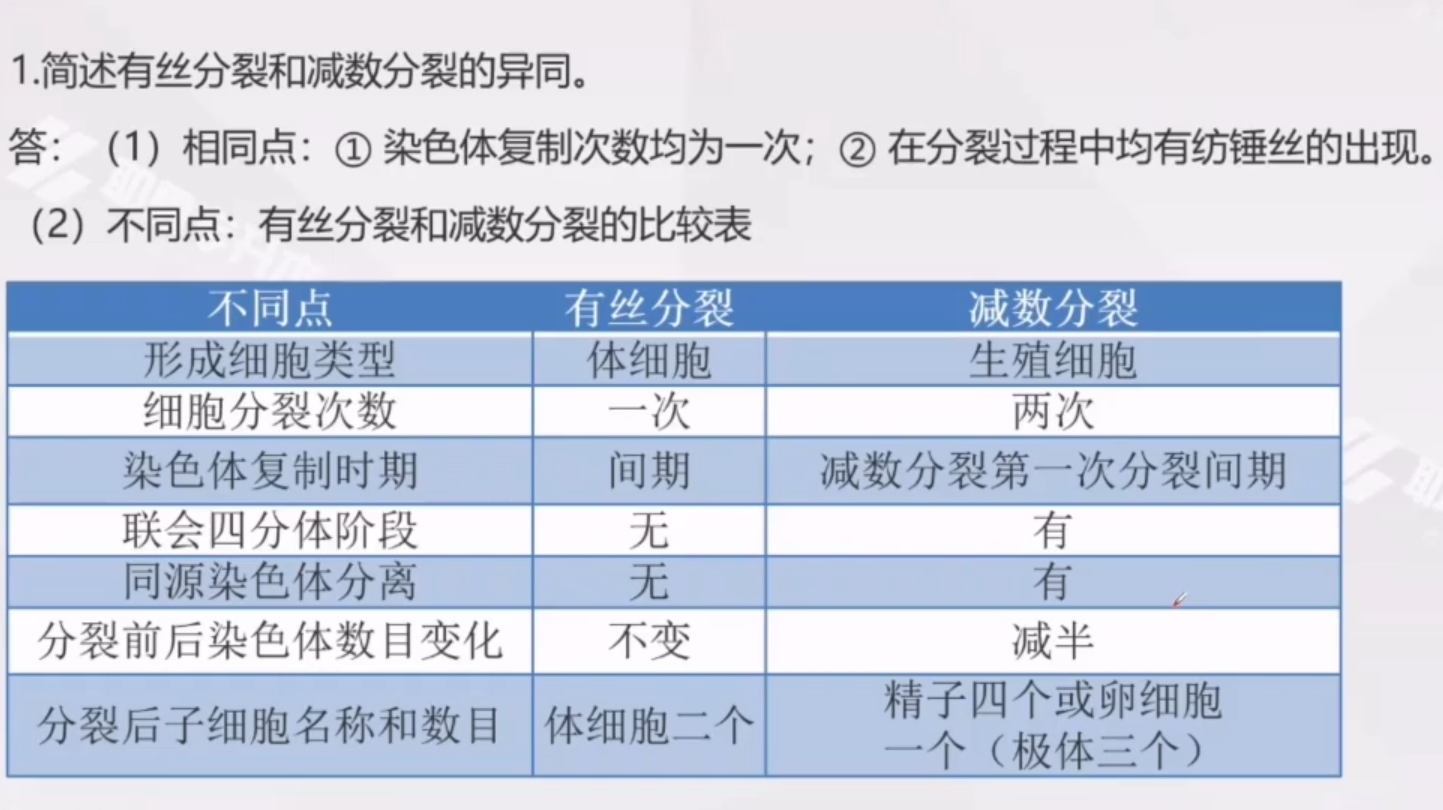 1.简述有丝分裂和减数分裂的异同。
答：（1）相同点：① 染色体复制次数均为一次；② 在分裂过程中均有纺锤丝的出现。
（2）不同点：有丝分裂和减数分裂的比较表
不同点 有丝分裂 减数分裂
形成细胞类型 体细胞 生殖细胞
细胞分裂次数 一次 两次
染色体复制时期 间期 减数分裂第一次分裂间期
联会四分体阶段 无 有
同源染色体分离 无 有
分裂前后染色体数目变化 不变 减半
分裂后子细胞名称和数目 体细胞二个 精子四个或卵细胞
一个（极体三个）